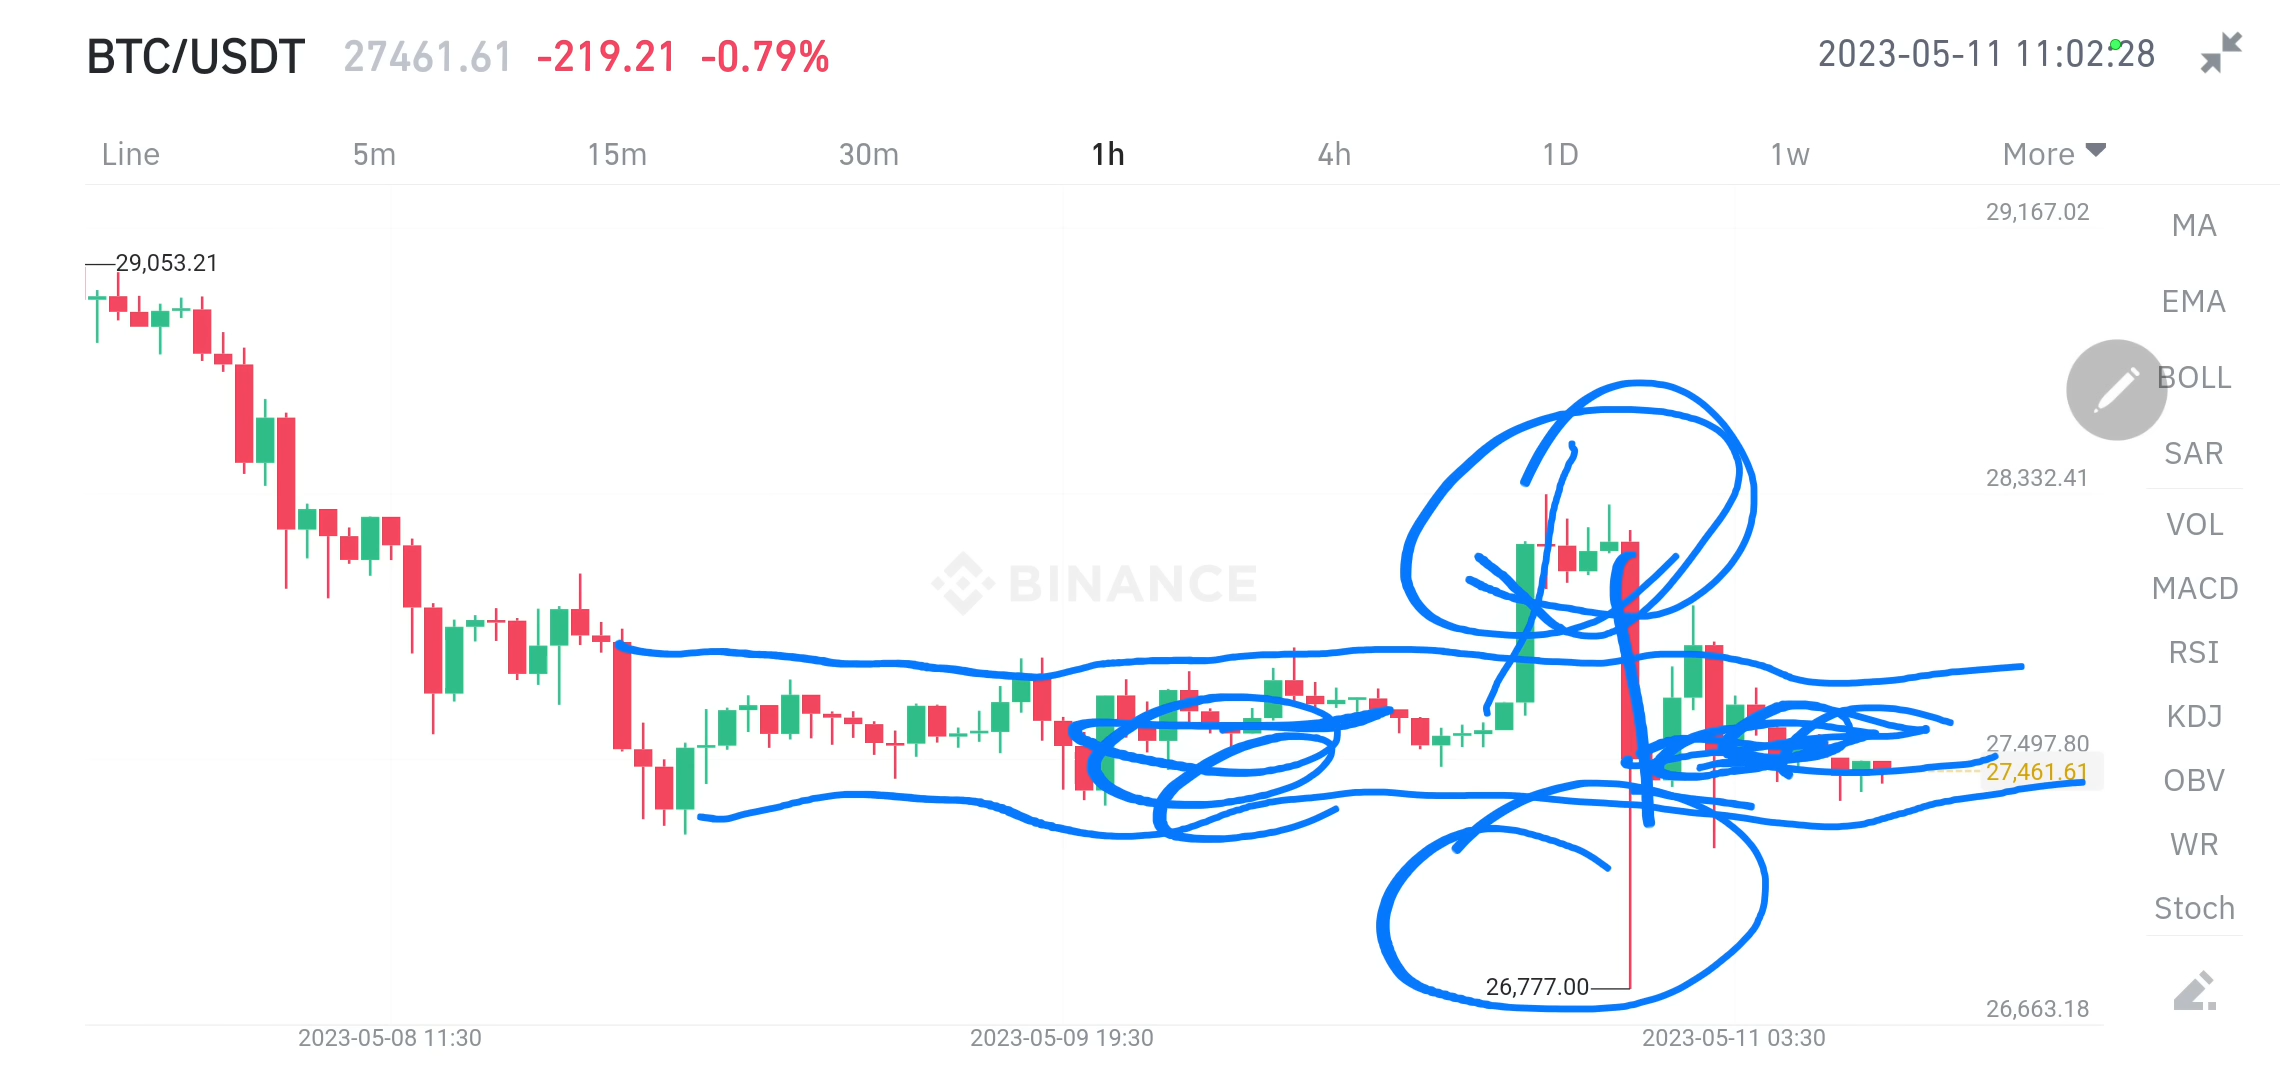 BTC/USDT 27461.61 -219.21 -0.79% 2023-05-11 11:02:28
Line 5m 15m 30m 1h 4h 1D 1w More
29,167.02
MA
29,053.21
EMA
BOLL
SAR
28,332.41
VOL
BINANCE
MACD
RSI
KDJ
27,497.80
27,461.61
OBV
WR
Stoch
26,777.00
26,663.18
2023-05-08 11:30 2023-05-09 19:30 2023-05-11 03:30